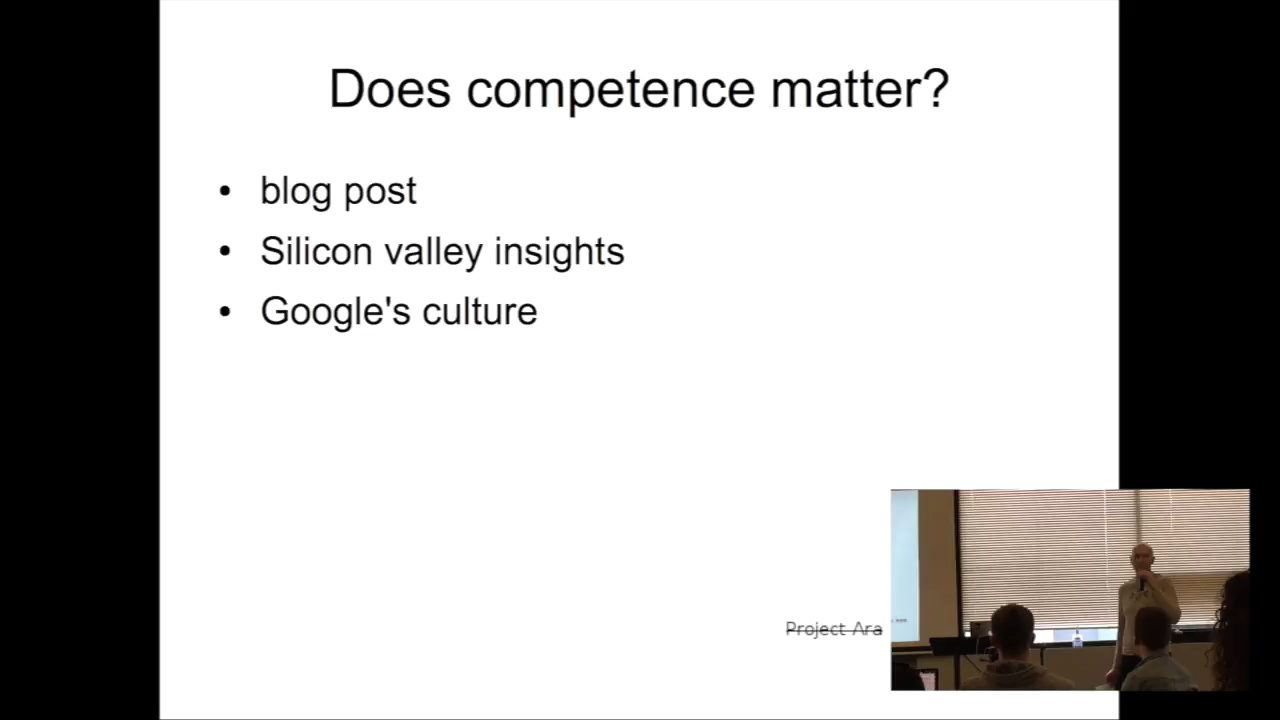 Does competence matter?
• blog post
• Silicon valley insights
• Google's culture
Project Ara